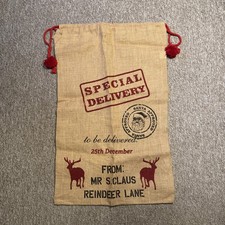 SPECIAL
DELIVERY
to be delivered:
25th December
FROM:
MR S.CLAUS
REINDEER LANE